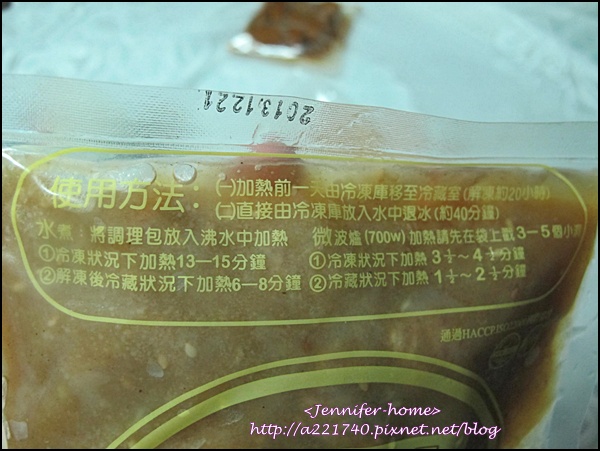 2013.12.21
使用方法：㈠加熱前一天由冷凍庫移至冷藏室(解凍約20小時)
㈡直接由冷凍庫放入水中退冰(約40分鐘)
水煮：將調理包放入沸水中加熱
①冷凍狀況下加熱13—15分鐘
②解凍後冷藏狀況下加熱6—8分鐘
微波爐(700w)加熱請先在袋上戳3—5個小
①冷凍狀況下加熱3½—4½分鐘
②冷藏狀況下加熱1½—2½分鐘
通過HACCP.ISO
<Jennifer-home>
http://a221740.pixnet.net/blog